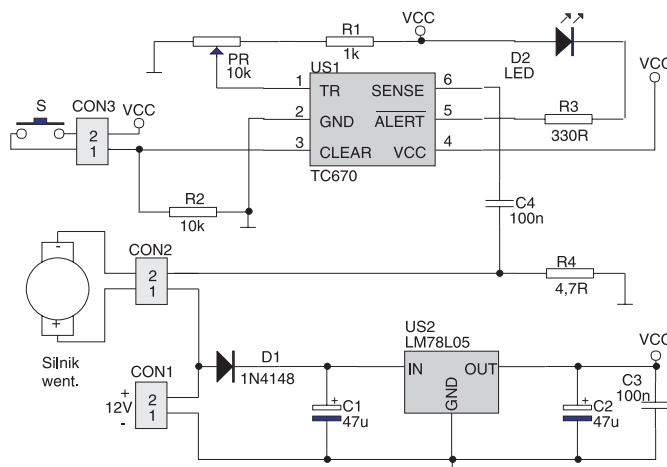 VCC
R1
1k
PR
10k
D2
LED
VCC
US1
1
TR
SENSE
6
2
GND
ALERT
5
3
CLEAR
VCC
4
TC670
R3
330R
S
CON3
VCC
2
1
R2
10k
C4
100n
CON2
2
1
-
+
Silnik
went.
R4
4,7R
CON1
+
12V
-
2
1
D1
1N4148
US2
LM78L05
IN
OUT
GND
VCC
+
C1
47u
+
C2
47u
C3
100n